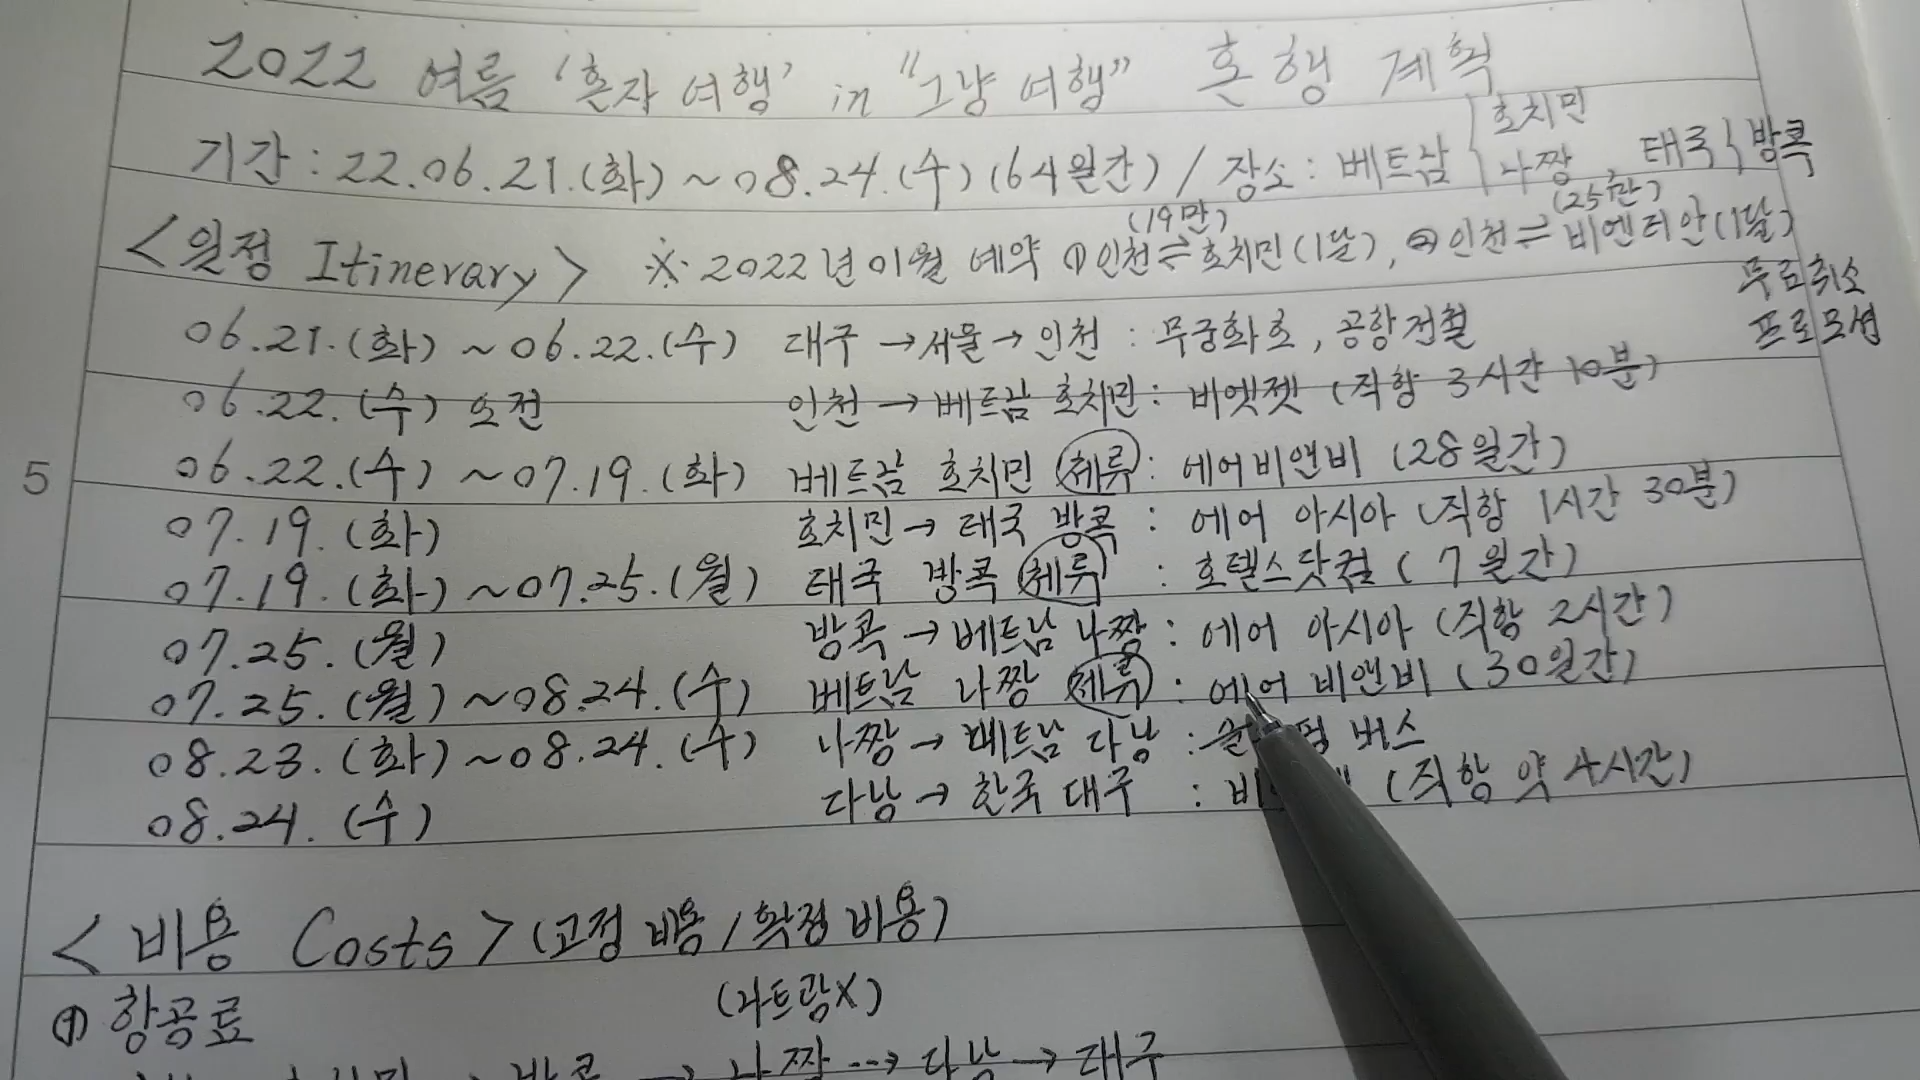 2022 여름 '혼자 여행' in "그냥 여행" 혼행 계획
기간 : 22.06.21.(화) ~ 08.24.(수) (64일간) / 장소 : 베트남 { 호치민 나짱, 태국 { 방콕
(19만) (25만)
<일정 Itinerary> ※ 2022년 01월 예약 ① 인천 ⇌ 호치민 (1달), ② 인천 ⇌ 비엔티안 (1달)
무료취소
프로모션
06.21.(화) ~ 06.22.(수) 대구 → 서울 → 인천 : 무궁화호, 공항전철
06.22.(수) 오전 인천 → 베트남 호치민 : 비엣젯 (직항 3시간 10분)
06.22.(수) ~ 07.19.(화) 베트남 호치민 체류 : 에어비앤비 (28일간)
07.19.(화) 호치민 → 태국 방콕 : 에어 아시아 (직항 1시간 30분)
07.19.(화) ~ 07.25.(월) 태국 방콕 체류 : 호텔스닷컴 (7일간)
07.25.(월) 방콕 → 베트남 나짱 : 에어 아시아 (직항 2시간)
07.25.(월) ~ 08.24.(수) 베트남 나짱 체류 : 에어 비앤비 (30일간)
08.23.(화) ~ 08.24.(수) 나짱 → 베트남 다낭 : 버스
08.24.(수) 다낭 → 한국 대구 : (직항 약 4시간)
5
<비용 Costs> (고정 비용 / 확정 비용)
① 항공료 (나트랑X)
방콕 → 나짱 --> 다낭 → 대구